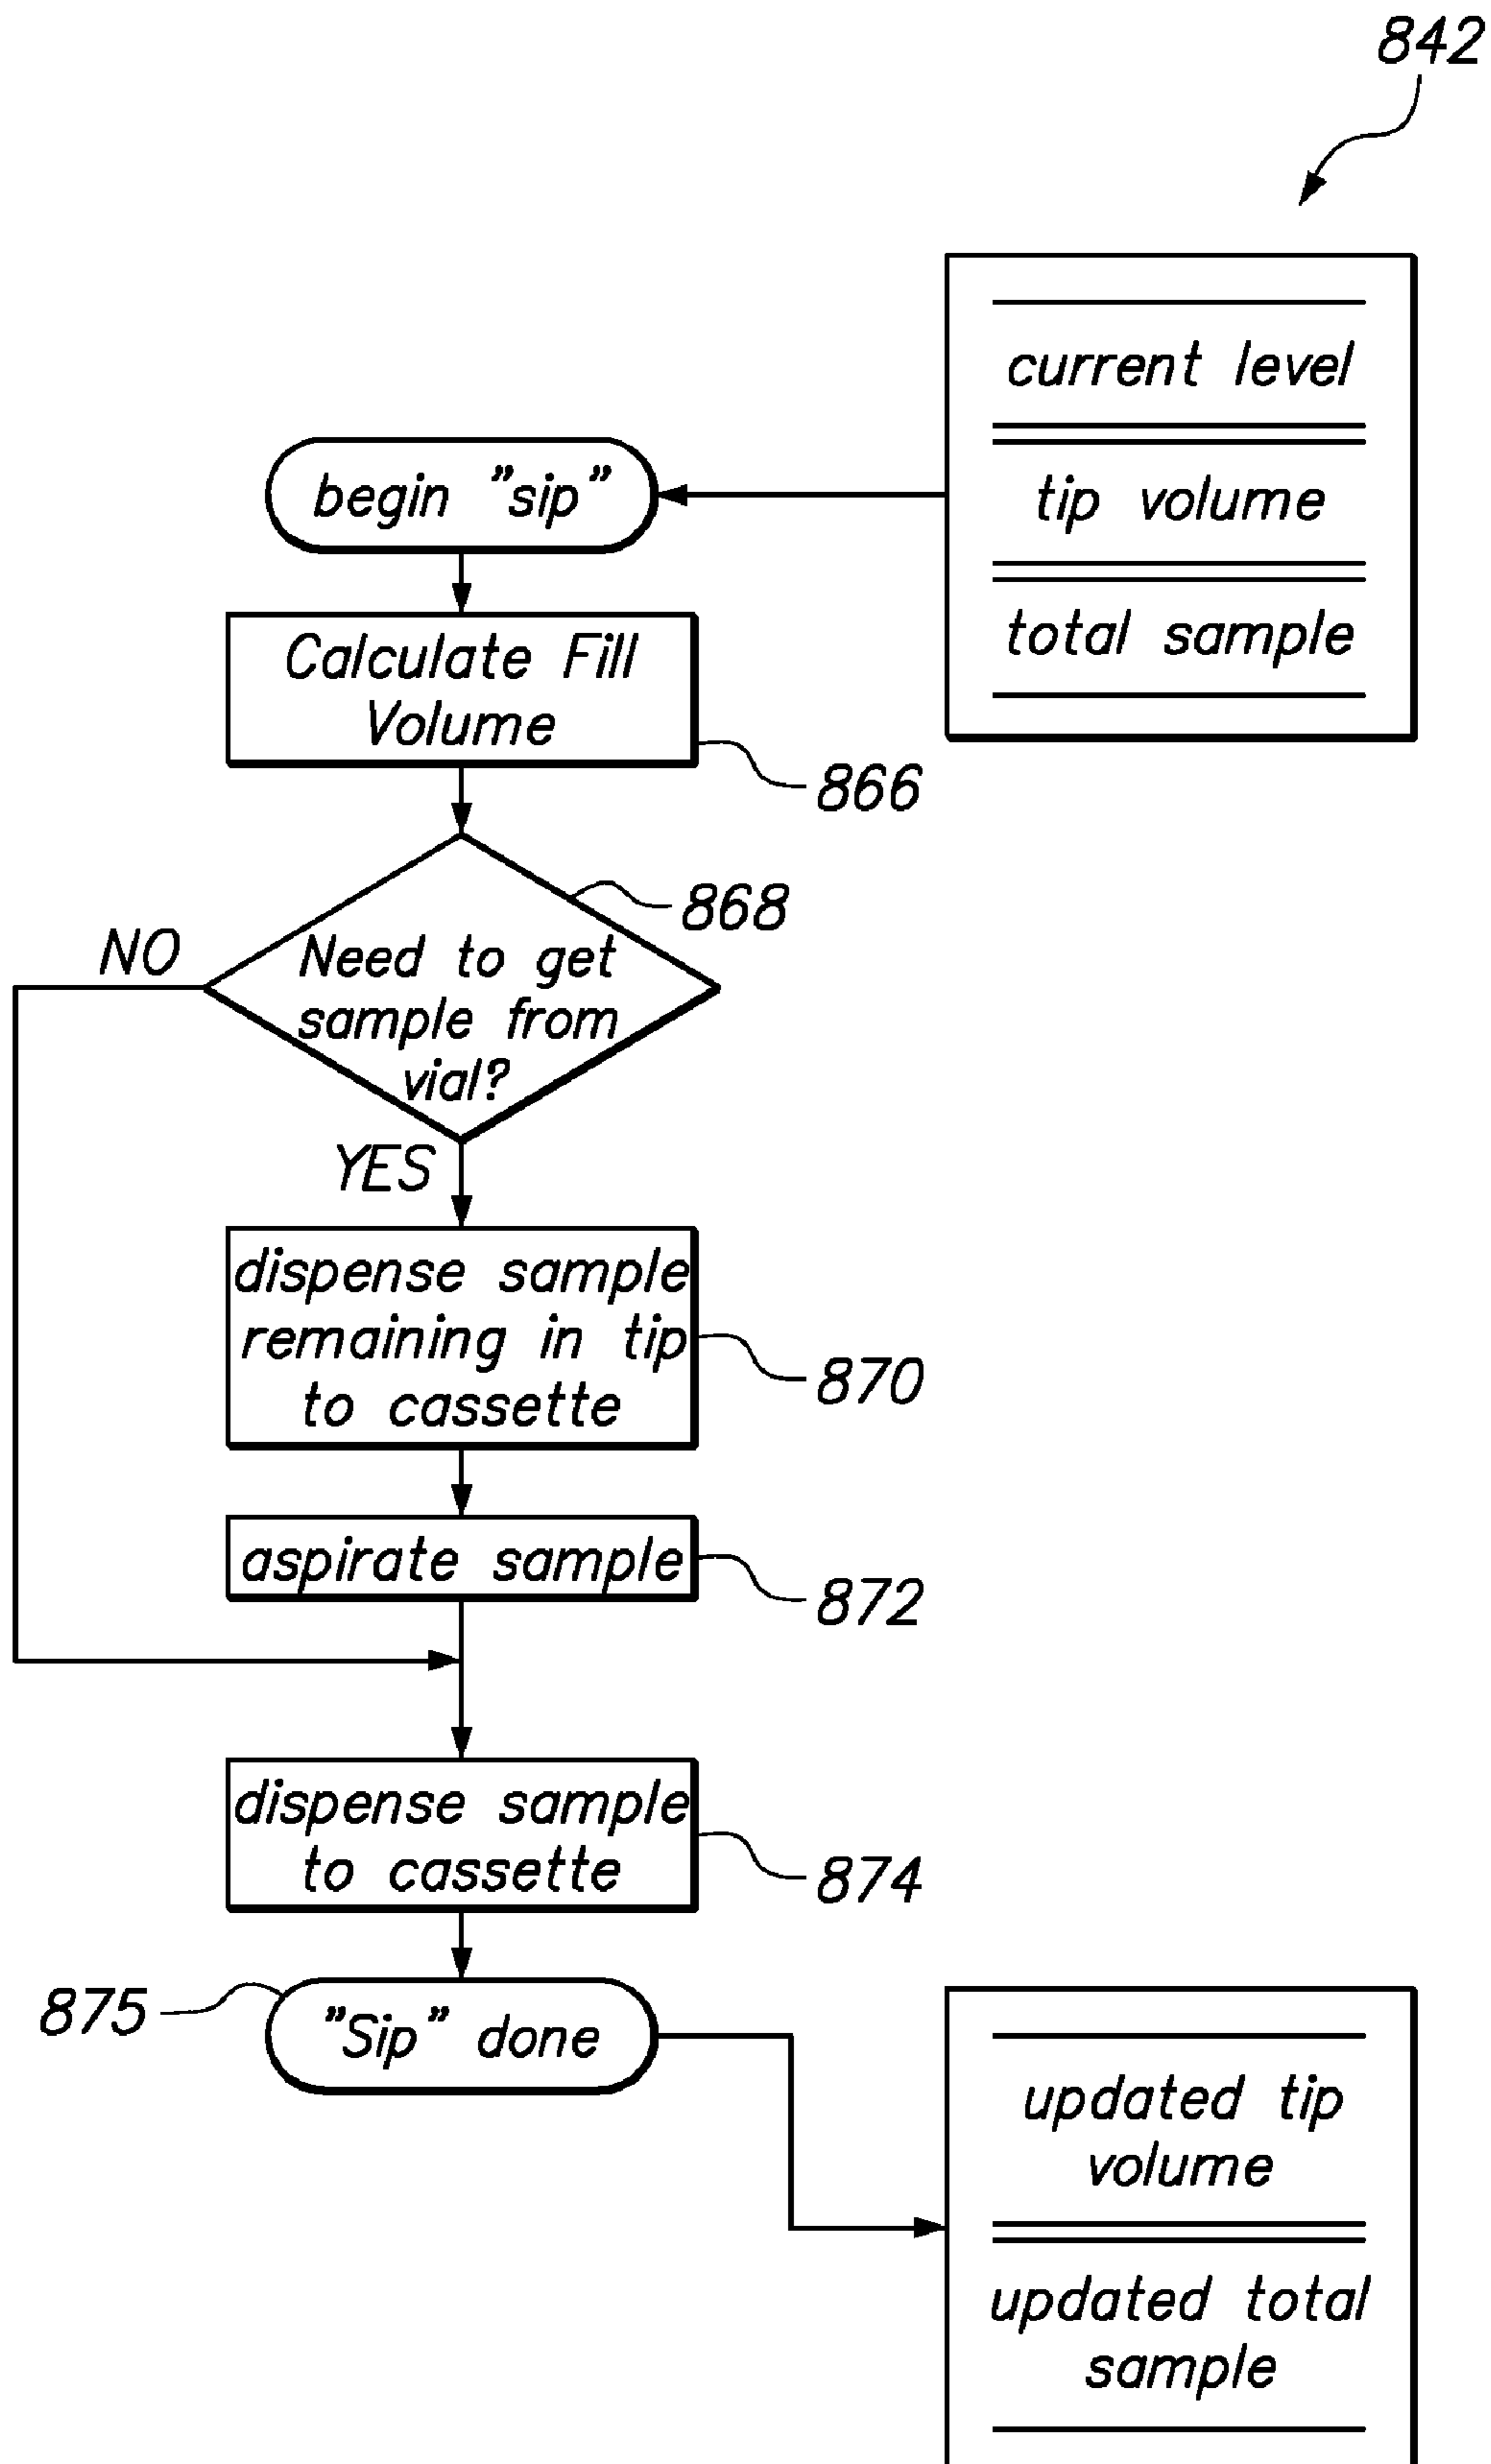 842
current level
tip volume
total sample
begin "sip"
Calculate Fill
Volume
866
868
NO
Need to get
sample from
vial?
YES
dispense sample
remaining in tip
to cassette
870
aspirate sample
872
dispense sample
to cassette
874
875
"Sip" done
updated tip
volume
updated total
sample